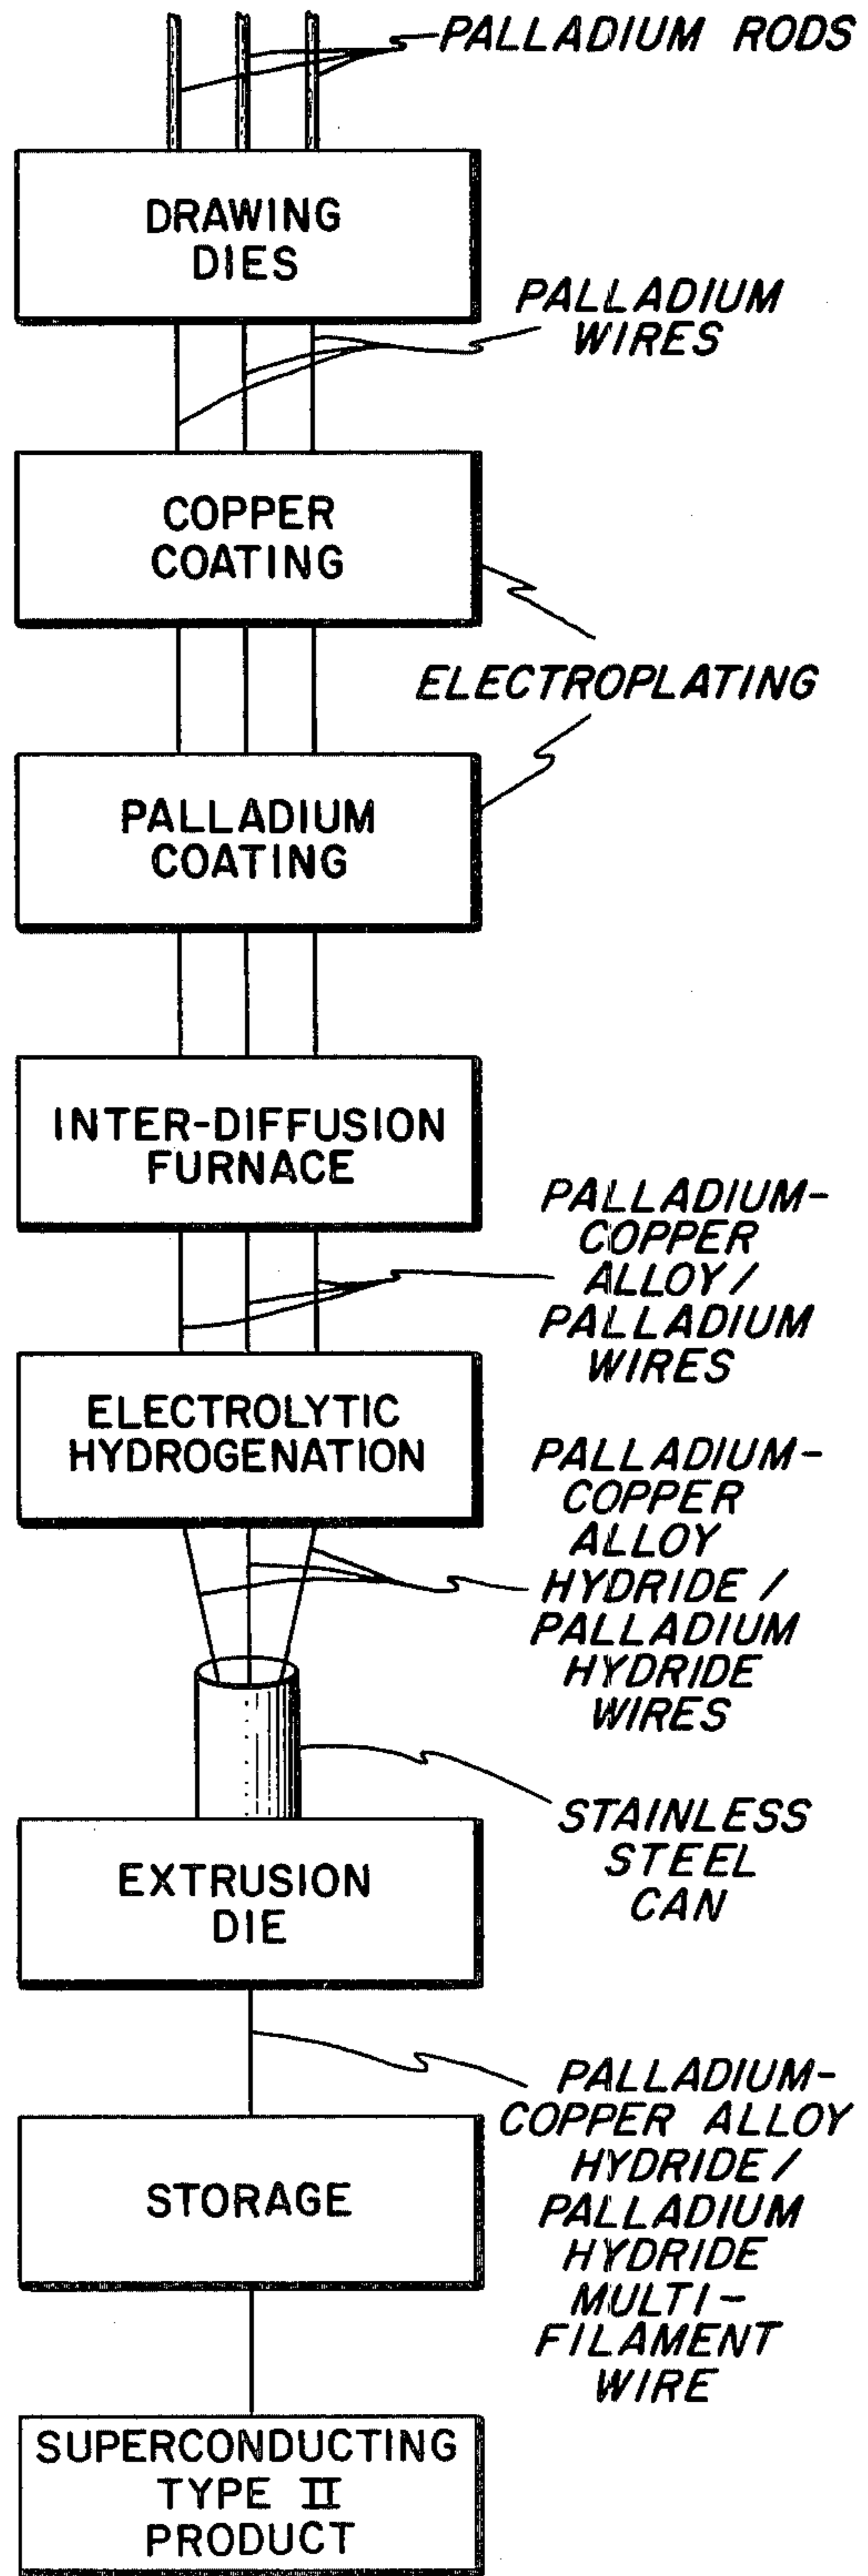 PALLADIUM RODS
DRAWING
DIES
PALLADIUM
WIRES
COPPER
COATING
ELECTROPLATING
PALLADIUM
COATING
INTER-DIFFUSION
FURNACE
PALLADIUM-
COPPER
ALLOY/
PALLADIUM
WIRES
ELECTROLYTIC
HYDROGENATION
PALLADIUM-
COPPER
ALLOY
HYDRIDE /
PALLADIUM
HYDRIDE
WIRES
STAINLESS
STEEL
CAN
EXTRUSION
DIE
PALLADIUM-
COPPER ALLOY
HYDRIDE/
PALLADIUM
HYDRIDE
MULTI-
FILAMENT
WIRE
STORAGE
SUPERCONDUCTING
TYPE II
PRODUCT